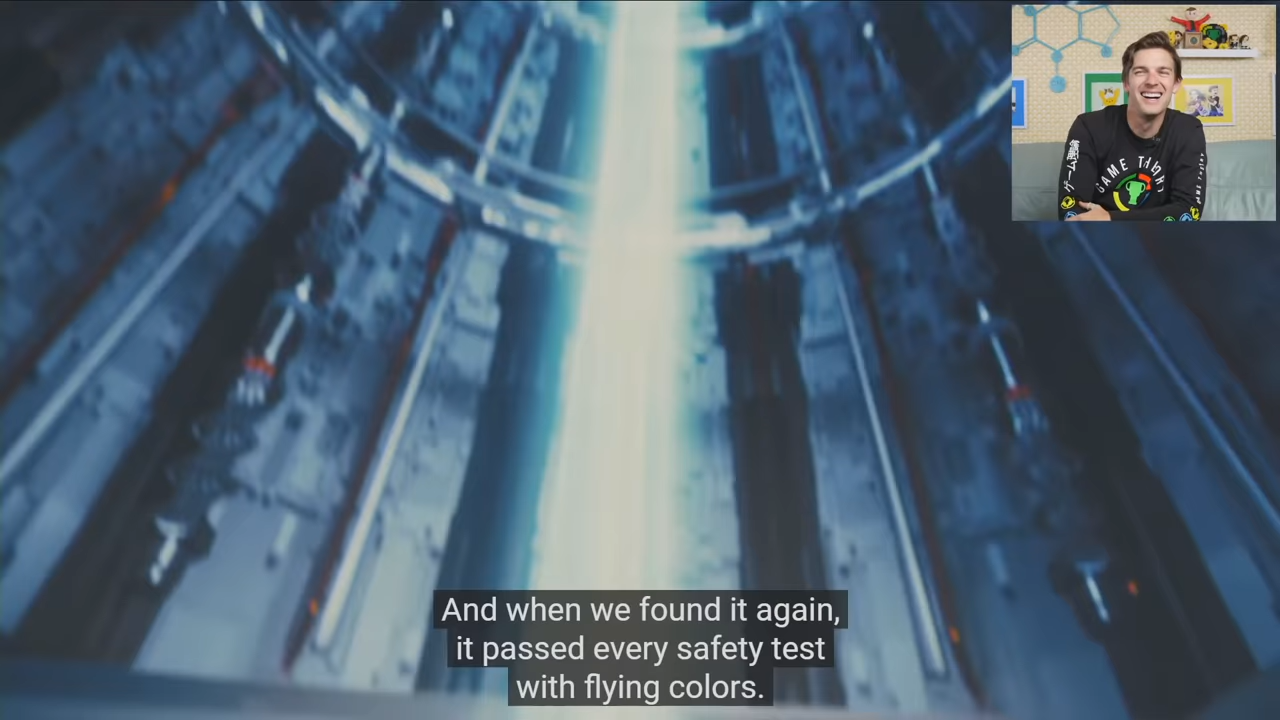 GAME THEORY
And when we found it again,
it passed every safety test
with flying colors.